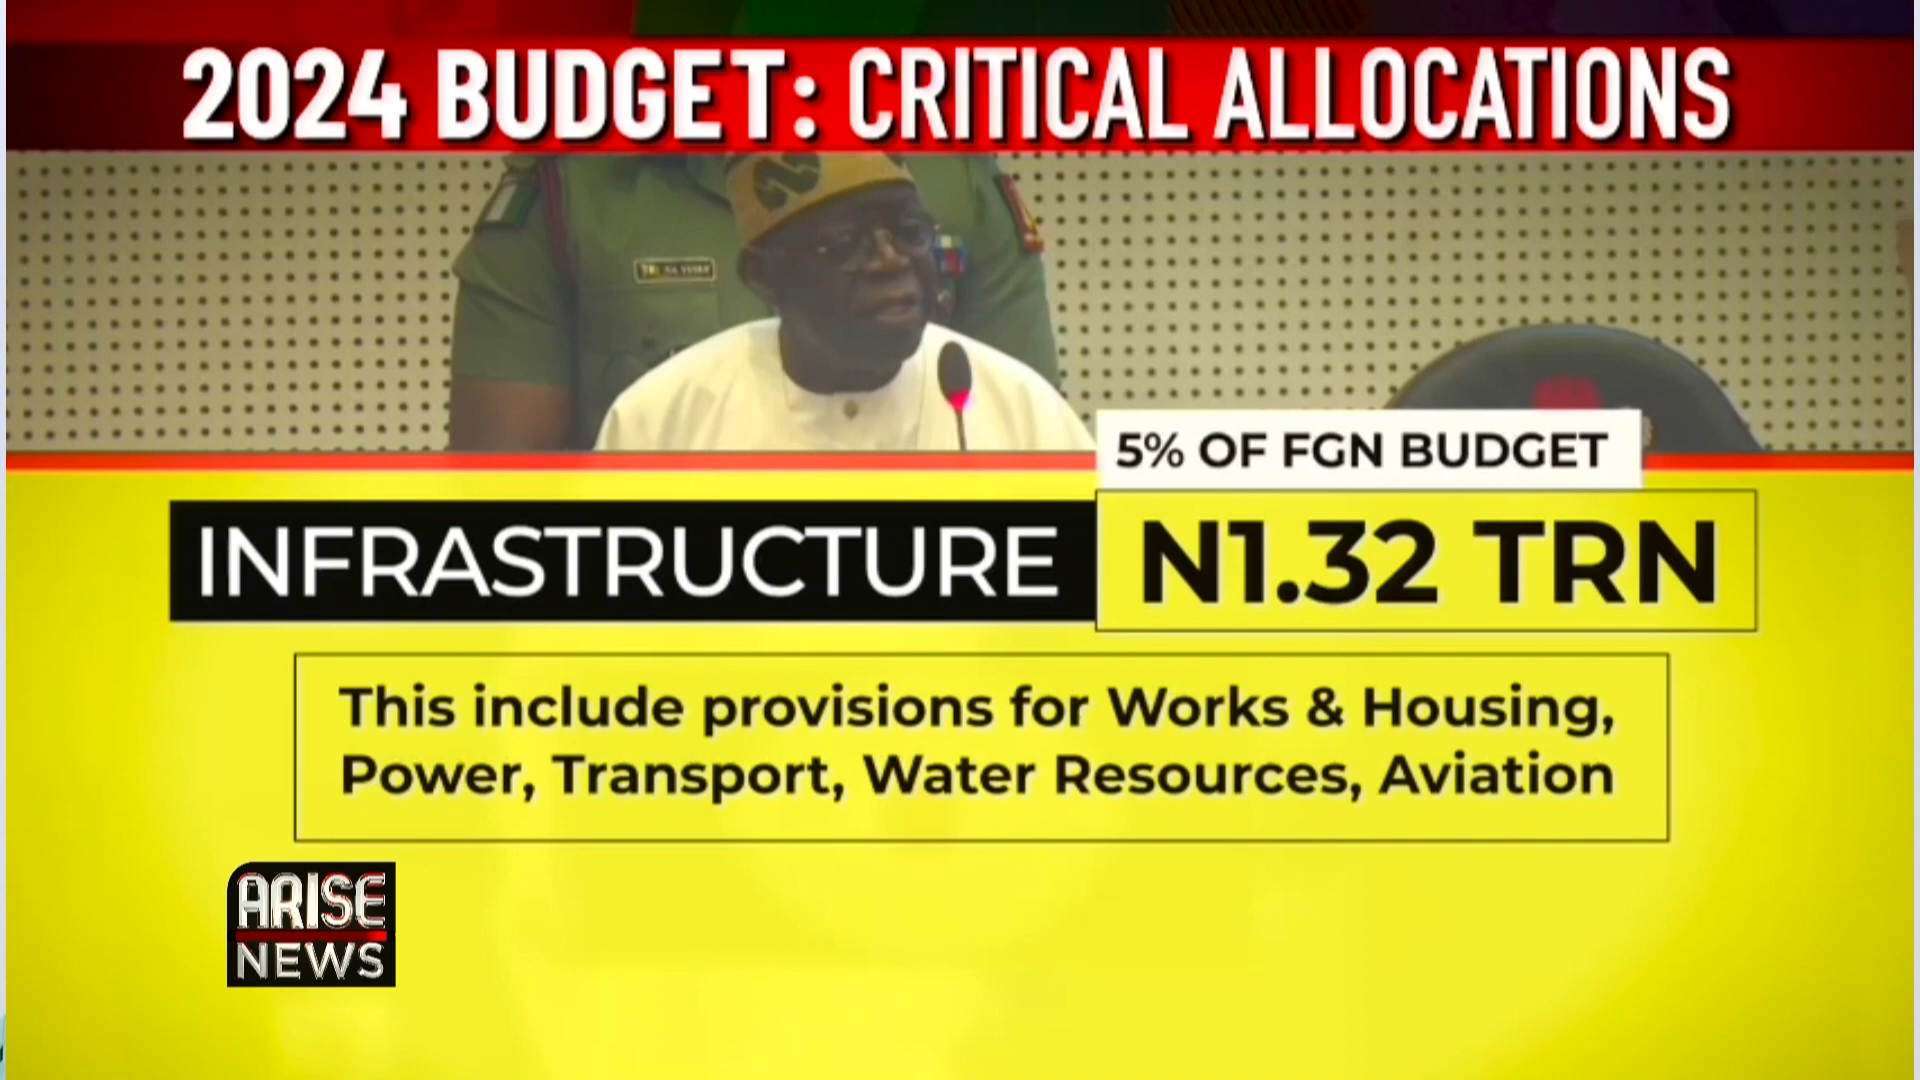 2024 BUDGET: CRITICAL ALLOCATIONS
5% OF FGN BUDGET
INFRASTRUCTURE
N1.32 TRN
This include provisions for Works & Housing,
Power, Transport, Water Resources, Aviation
ARISE
NEWS